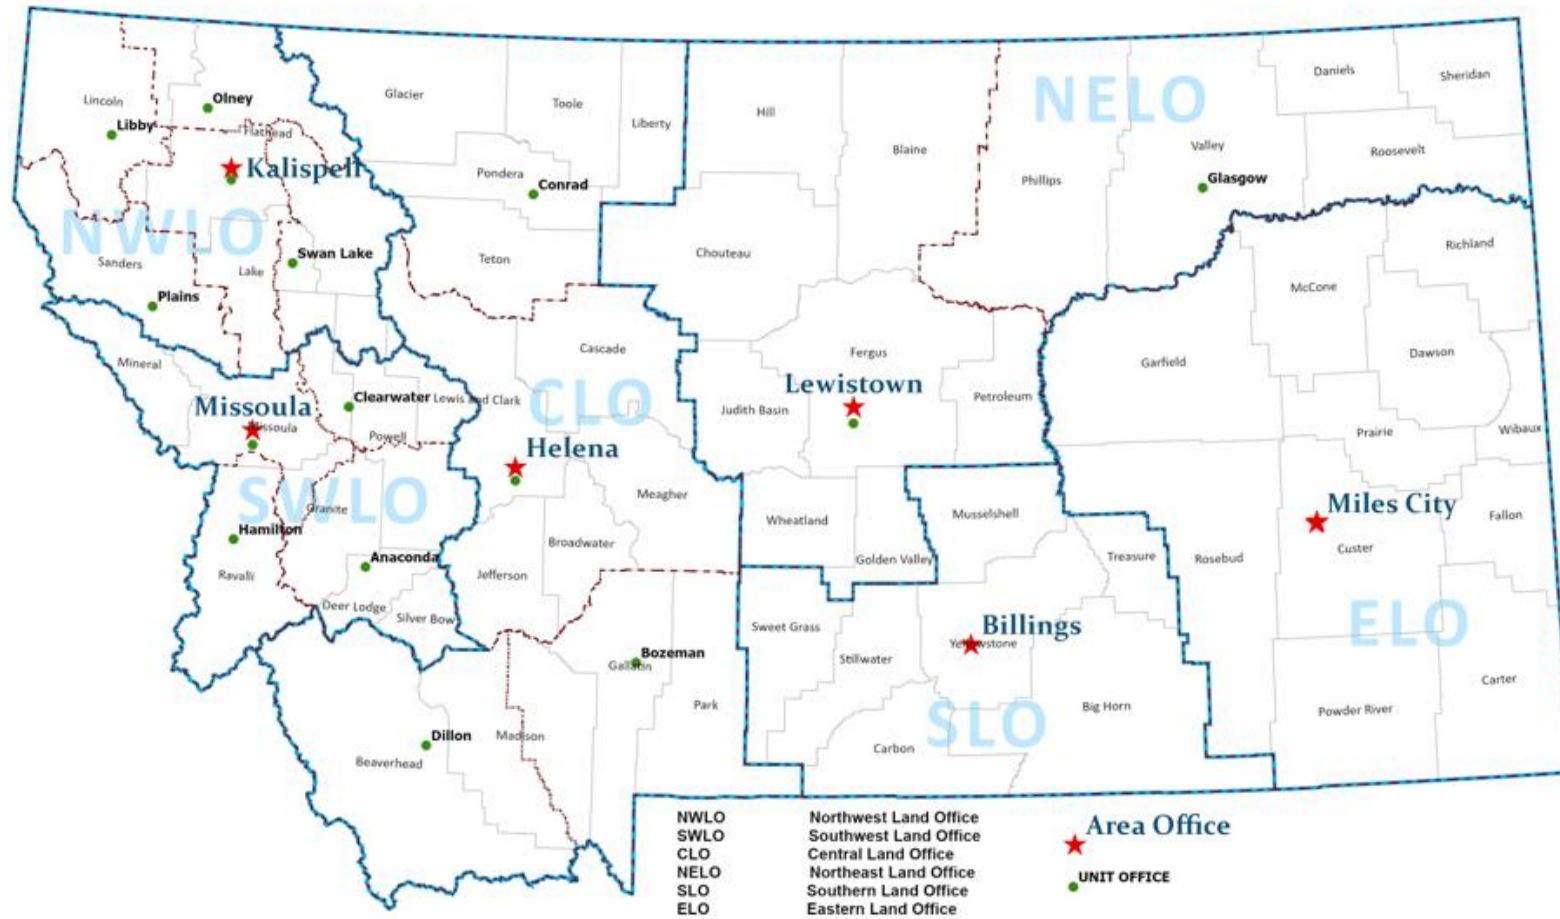 Daniels
Sheridan
NELO
Glacier
Toole
Liberty
Hill
Blaine
Phillips
Valley
Roosevelt
Glasgow
Lincoln
Olney
Libby
Flathead
Kalispell
Pondera
Conrad
NWLO
Sanders
Lake
Swan Lake
Plains
Teton
Chouteau
Richland
McCone
Mineral
Cascade
Fergus
Garfield
Dawson
Missoula
Missoula
Clearwater
Lewis and Clark
Powell
CLO
Lewistown
Judith Basin
Petroleum
Prairie
Wibaux
Helena
SWLO
Granite
Hamilton
Meagher
Wheatland
Musselshell
Miles City
Fallon
Broadwater
Golden Valley
Treasure
Rosebud
Custer
Anaconda
Ravalli
Jefferson
Deer Lodge
Silver Bow
Sweet Grass
Billings
Yellowstone
ELO
Bozeman
Gallatin
Stillwater
Park
Big Horn
Powder River
Carter
Dillon
Madison
Beaverhead
SLO
Carbon
NWLO Northwest Land Office
SWLO Southwest Land Office
CLO Central Land Office
NELO Northeast Land Office
SLO Southern Land Office
ELO Eastern Land Office
Area Office
UNIT OFFICE